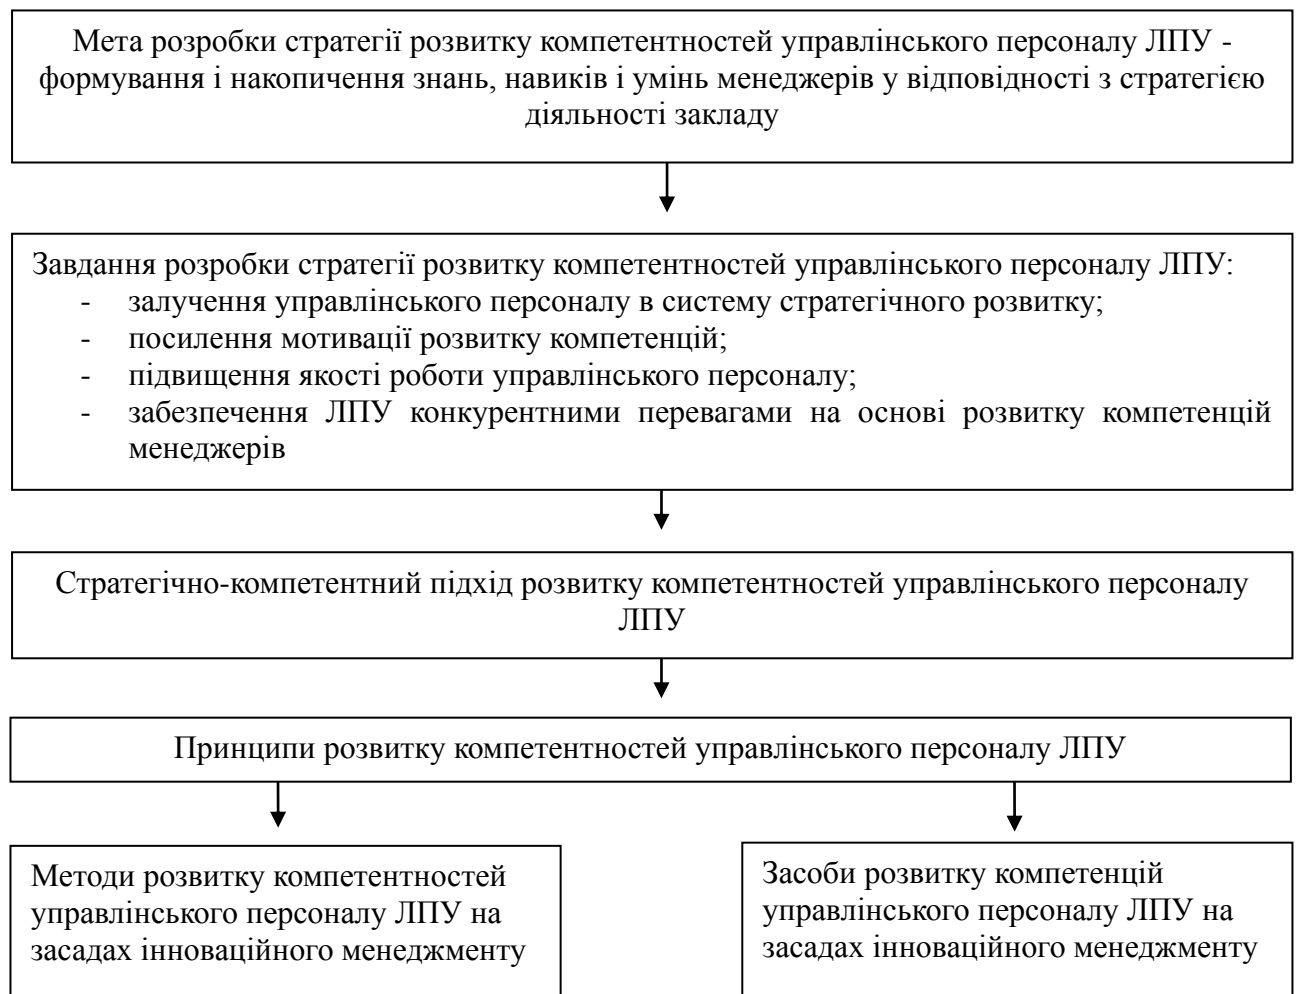 Мета розробки стратегії розвитку компетентностей управлінського персоналу ЛПУ -
формування і накопичення знань, навиків і умінь менеджерів у відповідності з стратегією
діяльності закладу
Завдання розробки стратегії розвитку компетентностей управлінського персоналу ЛПУ:
- залучення управлінського персоналу в систему стратегічного розвитку;
- посилення мотивації розвитку компетенцій;
- підвищення якості роботи управлінського персоналу;
- забезпечення ЛПУ конкурентними перевагами на основі розвитку компетенцій
менеджерів
Стратегічно-компетентний підхід розвитку компетентностей управлінського персоналу
ЛПУ
Принципи розвитку компетентностей управлінського персоналу ЛПУ
Методи розвитку компетентностей
управлінського персоналу ЛПУ на
засадах інноваційного менеджменту
Засоби розвитку компетенцій
управлінського персоналу ЛПУ на
засадах інноваційного менеджменту